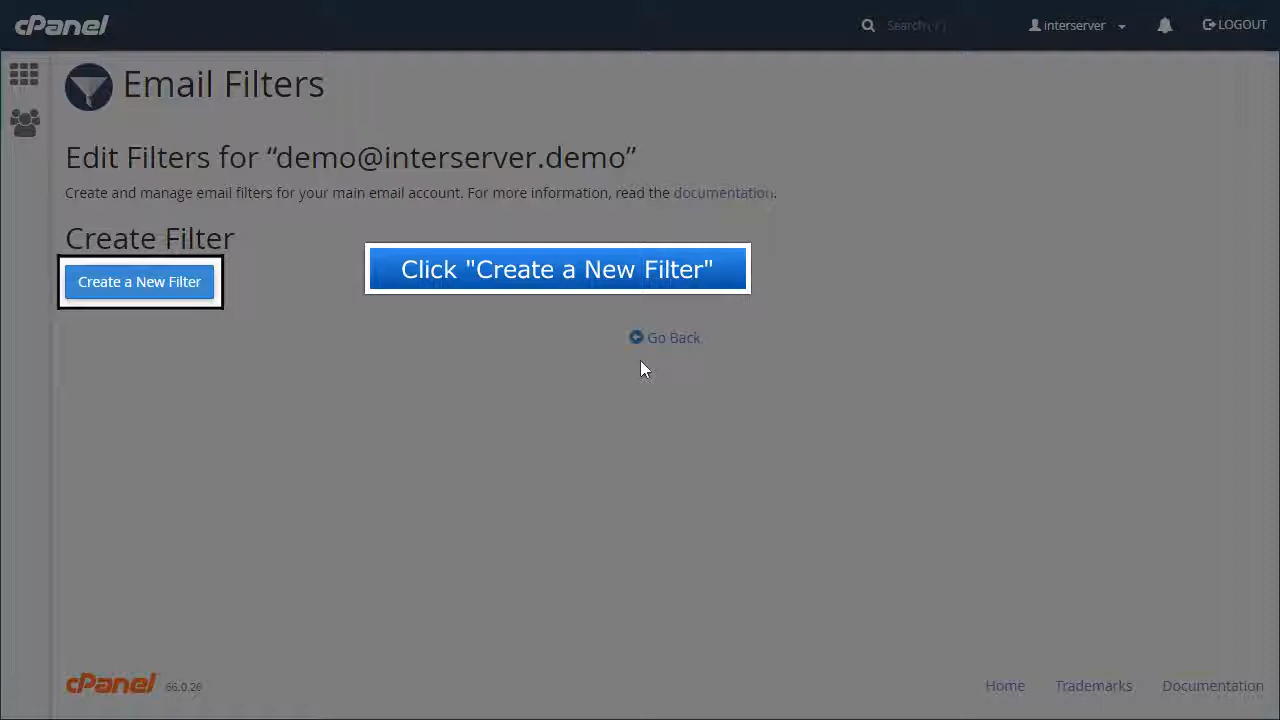 cPanel
Search ( / )
interserver
LOGOUT
Email Filters
Edit Filters for “demo@interserver.demo”
Create and manage email filters for your main email account. For more information, read the documentation.
Create Filter
Create a New Filter
Click "Create a New Filter"
Go Back
cPanel 66.0.26
Home
Trademarks
Documentation